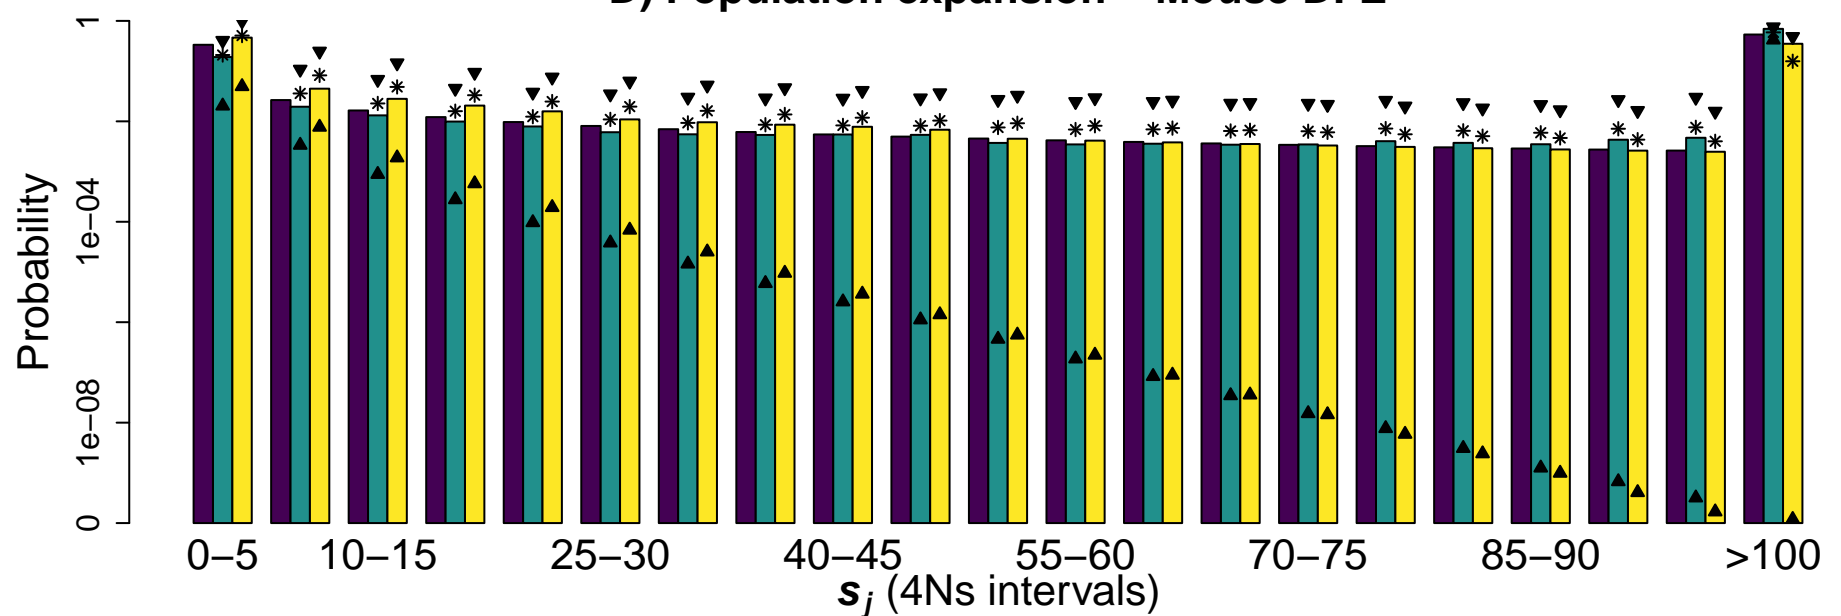 D) Population expansion − Mouse DFE
1
1e−04
1e−08
0
Probability
0−5 10−15 25−30 40−45 55−60 70−75 85−90 >100
sj (4Ns intervals)